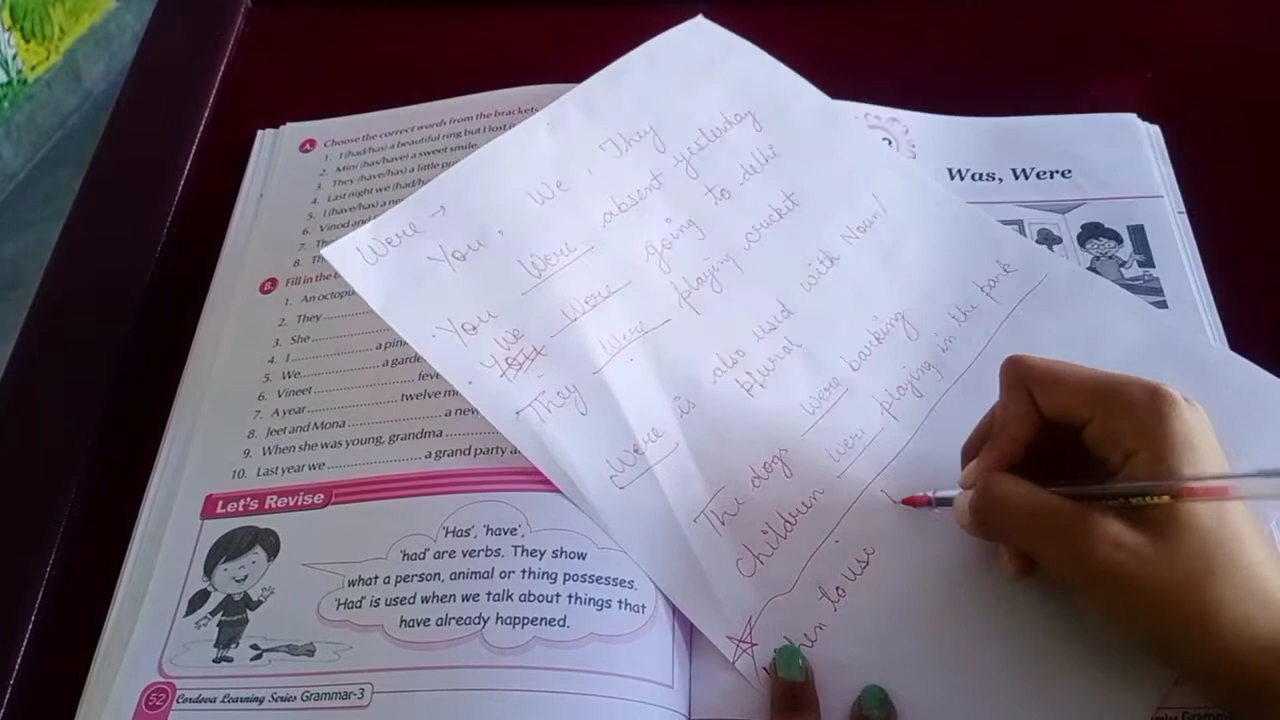 A. Choose the correct words from the brackets.
1. I (had/has) a beautiful ring but I lost
2. Mini (has/have) a sweet smile.
3. They (have/has) a little
4. Last night we (had/
5. I (have/has) a
6. Vinod and
7.
8.
B. Fill in the
1. An octopu
2. They
3. She
4. I a
5. We a garde
6. Vineet feve
7. A year twelve
8. Jeet and Mona a new
9. When she was young, grandma
10. Last year we a grand party a
Let's Revise
'Has', 'have',
'had' are verbs. They show
what a person, animal or thing possesses.
'Had' is used when we talk about things that
have already happened.
52 Cordova Learning Series Grammar-3
Were →
You, We, They
You Were absent yesterday
We Were going to delhi
They Were playing cricket
Were is also used with Noun/
plural
The dogs Were barking
children Were playing in the park
When to use
Was, Were